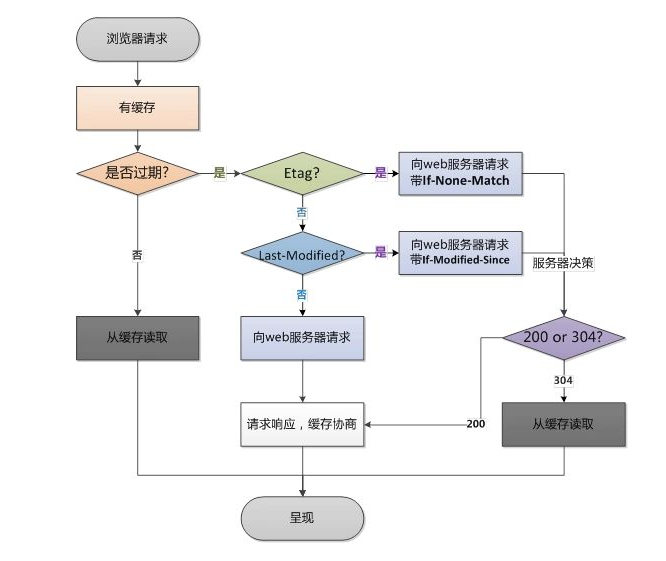 浏览器请求
有缓存
是否过期?
是
Etag?
是
向web服务器请求
带If-None-Match
否
否
Last-Modified?
是
向web服务器请求
带If-Modified-Since
服务器决策
否
从缓存读取
向web服务器请求
200 or 304?
304
请求响应，缓存协商
200
从缓存读取
呈现